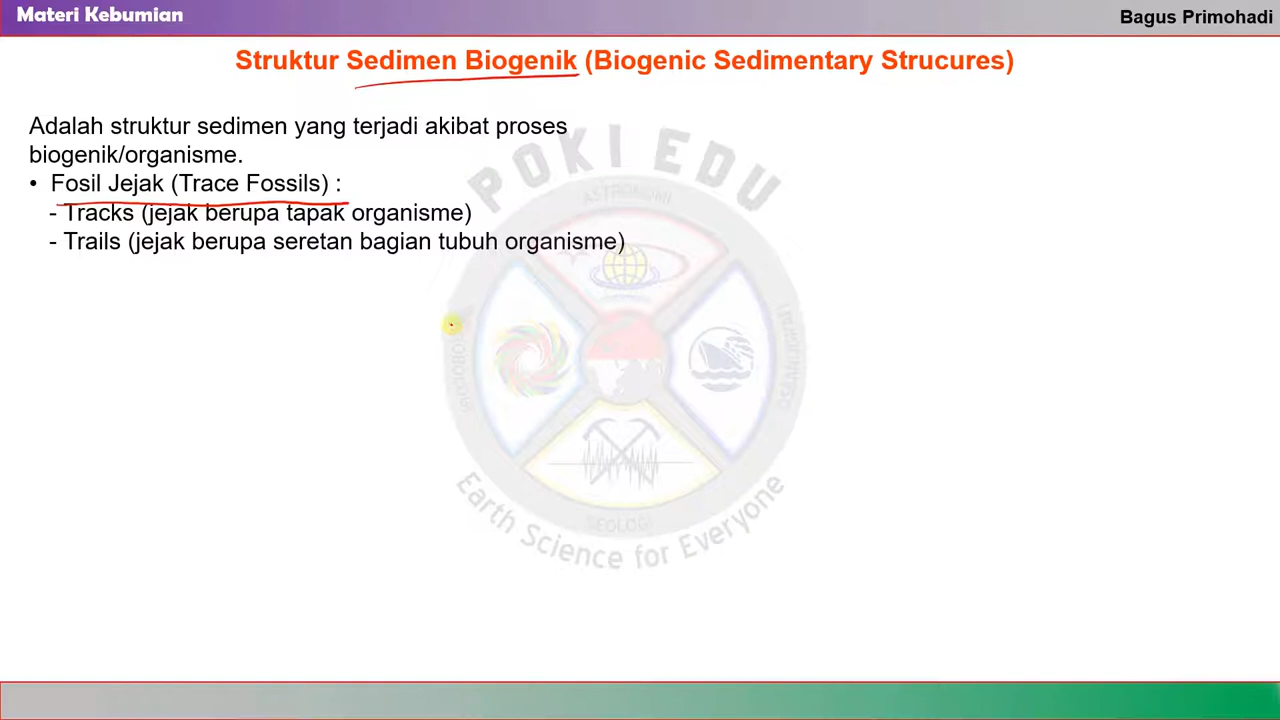 Materi Kebumian
Bagus Primohadi
Struktur Sedimen Biogenik (Biogenic Sedimentary Strucures)
Adalah struktur sedimen yang terjadi akibat proses
biogenik/organisme.
• Fosil Jejak (Trace Fossils) :
- Tracks (jejak berupa tapak organisme)
- Trails (jejak berupa seretan bagian tubuh organisme)
POKI EDU
ASTRONOMI
GEOLOGI
Earth Science for Everyone